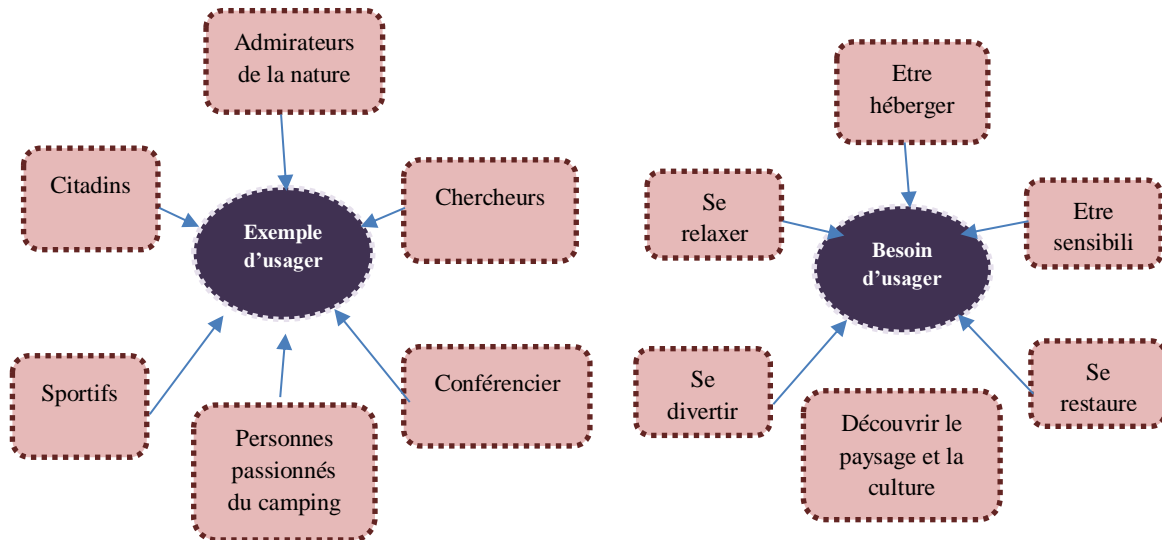 Admirateurs
de la nature
Citadins
Chercheurs
Exemple
d’usager
Sportifs
Personnes
passionnés
du camping
Conférencier
Etre
héberger
Se
relaxer
Etre
sensibili
Besoin
d’usager
Se
divertir
Découvrir le
paysage et la
culture
Se
restaure